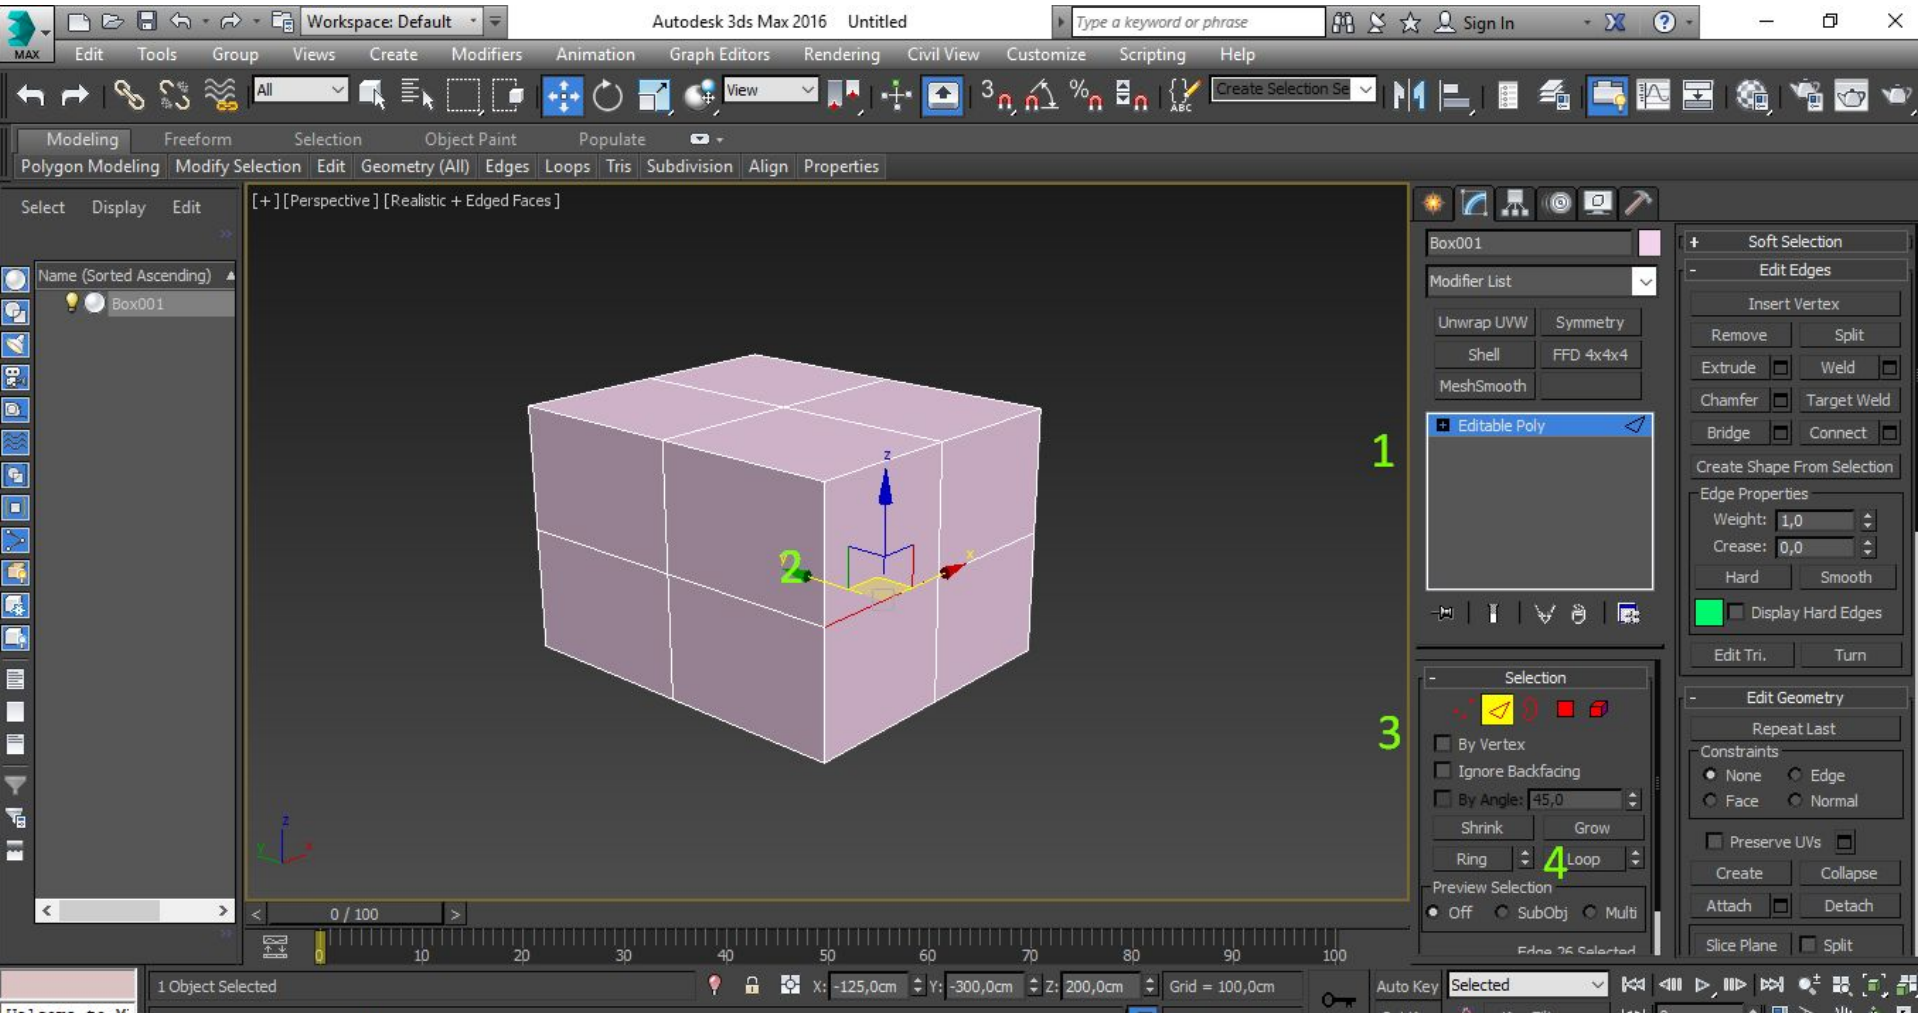 Workspace: Default
Autodesk 3ds Max 2016 Untitled
Type a keyword or phrase
Sign In
MAX
Edit Tools Group Views Create Modifiers Animation Graph Editors Rendering Civil View Customize Scripting Help
All
View
3
%
ABC
Create Selection Se
Modeling Freeform Selection Object Paint Populate
Polygon Modeling Modify Selection Edit Geometry (All) Edges Loops Tris Subdivision Align Properties
Select Display Edit
Name (Sorted Ascending)
Box001
[+] [Perspective] [Realistic + Edged Faces]
z
x
y
2
z
y
x
1
3
4
Box001
Modifier List
Unwrap UVW Symmetry
Shell FFD 4x4x4
MeshSmooth
Editable Poly
Selection
By Vertex
Ignore Backfacing
By Angle: 45,0
Shrink Grow
Ring Loop
Preview Selection
Off SubObj Multi
Edge 26 Selected
Soft Selection
Edit Edges
Insert Vertex
Remove Split
Extrude Weld
Chamfer Target Weld
Bridge Connect
Create Shape From Selection
Edge Properties
Weight: 1,0
Crease: 0,0
Hard Smooth
Display Hard Edges
Edit Tri. Turn
Edit Geometry
Repeat Last
Constraints
None Edge
Face Normal
Preserve UVs
Create Collapse
Attach Detach
Slice Plane Split
0 / 100
0 10 20 30 40 50 60 70 80 90 100
1 Object Selected
X: -125,0cm Y: -300,0cm Z: 200,0cm Grid = 100,0cm
Auto Key Selected